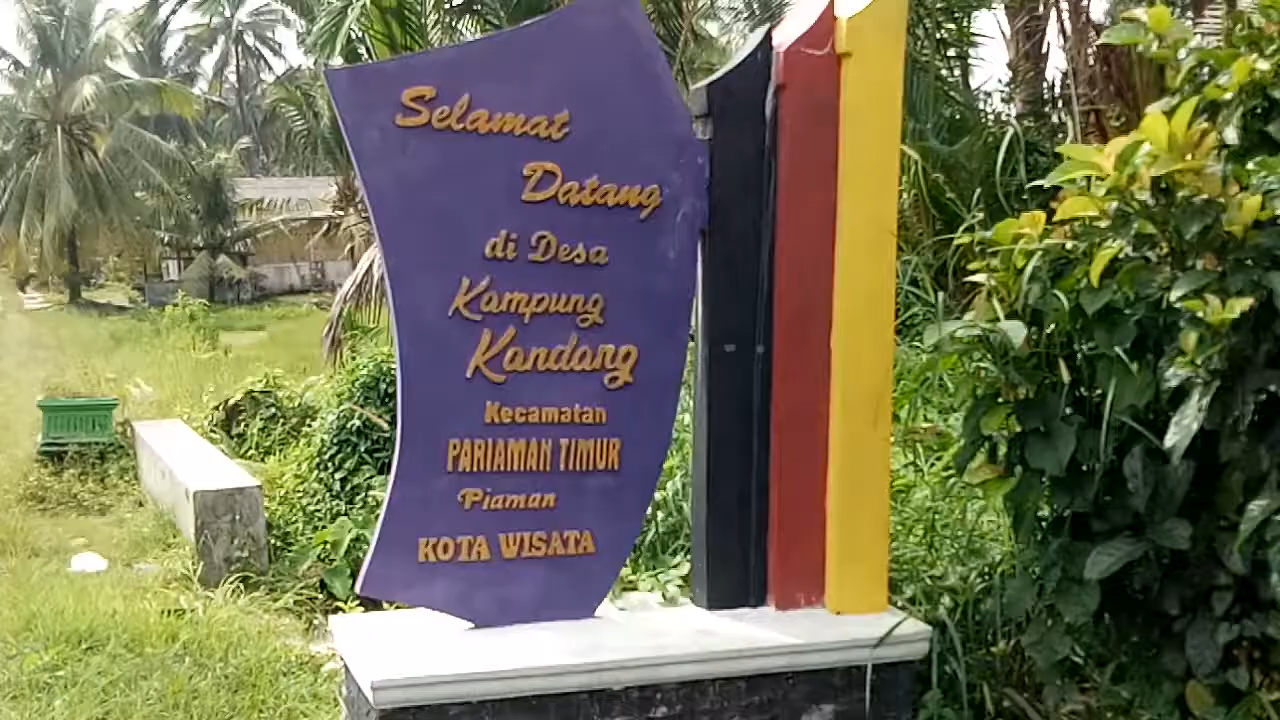 Selamat
Datang
di Desa
Kampung
Kandang
Kecamatan
PARIAMAN TIMUR
Piaman
KOTA WISATA